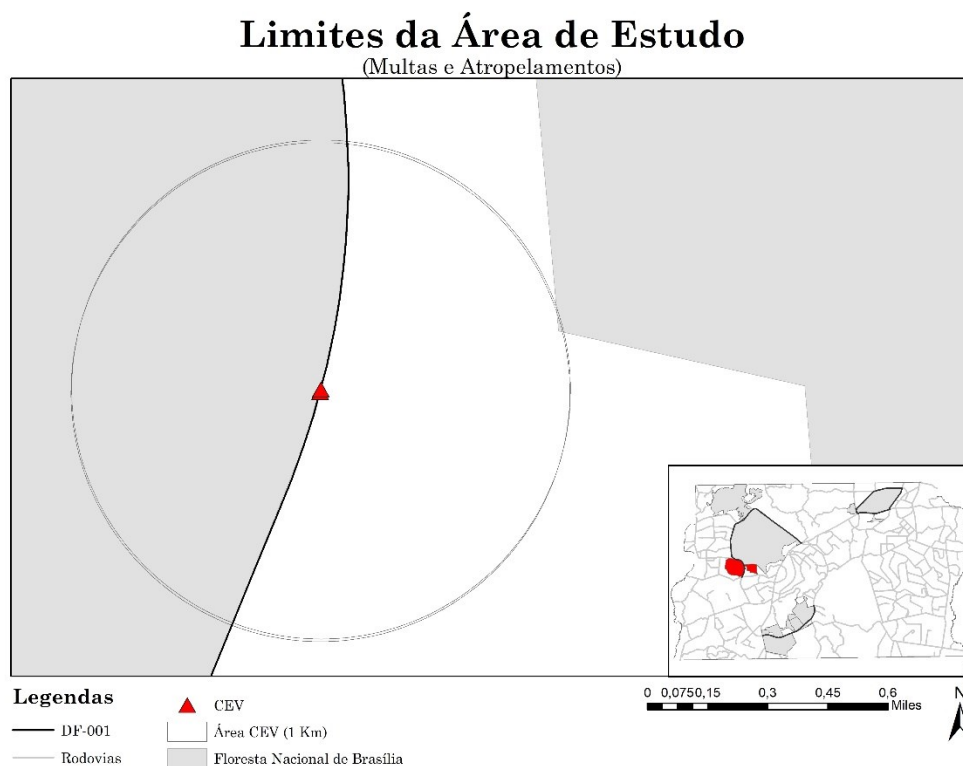 Limites da Área de Estudo
(Multas e Atropelamentos)
Legendas
DF-001
Rodovias
CEV
Área CEV (1 Km)
Floresta Nacional de Brasília
0 0,0750,15 0,3 0,45 0,6
Miles
N